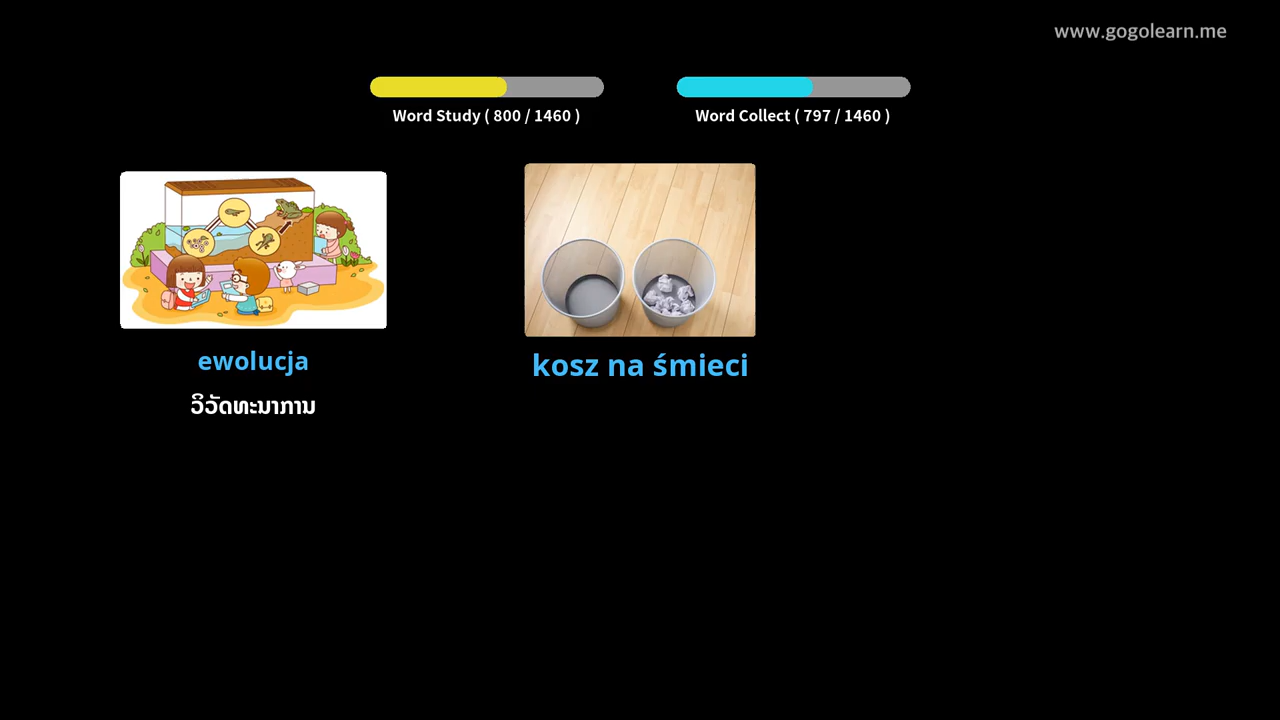 www.gogolearn.me
Word Study ( 800 / 1460 )
Word Collect ( 797 / 1460 )
ewolucja
ວິວັດທະນາການ
kosz na śmieci